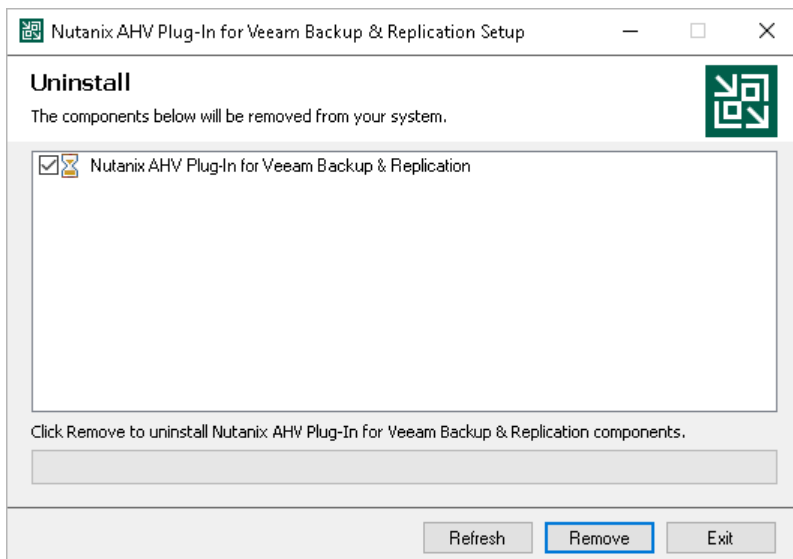 Nutanix AHV Plug-In for Veeam Backup & Replication Setup
Uninstall
The components below will be removed from your system.
Nutanix AHV Plug-In for Veeam Backup & Replication
Click Remove to uninstall Nutanix AHV Plug-In for Veeam Backup & Replication components.
Refresh Remove Exit